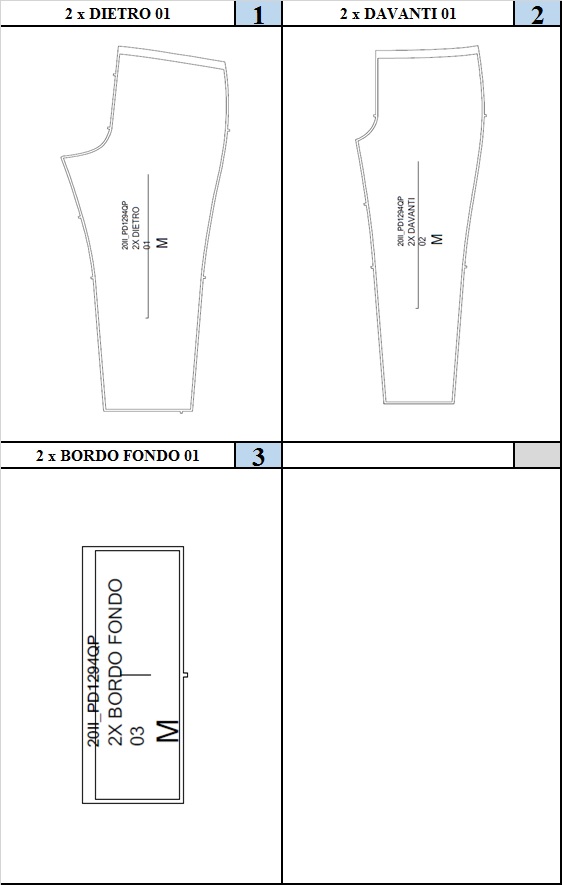 2 x DIETRO 01
1
2 x DAVANTI 01
2
20II_PD1294QP
2X DIETRO
01
M
20II_PD1294QP
2X DAVANTI
02
M
2 x BORDO FONDO 01
3
20II_PD1294QP
2X BORDO FONDO
03
M